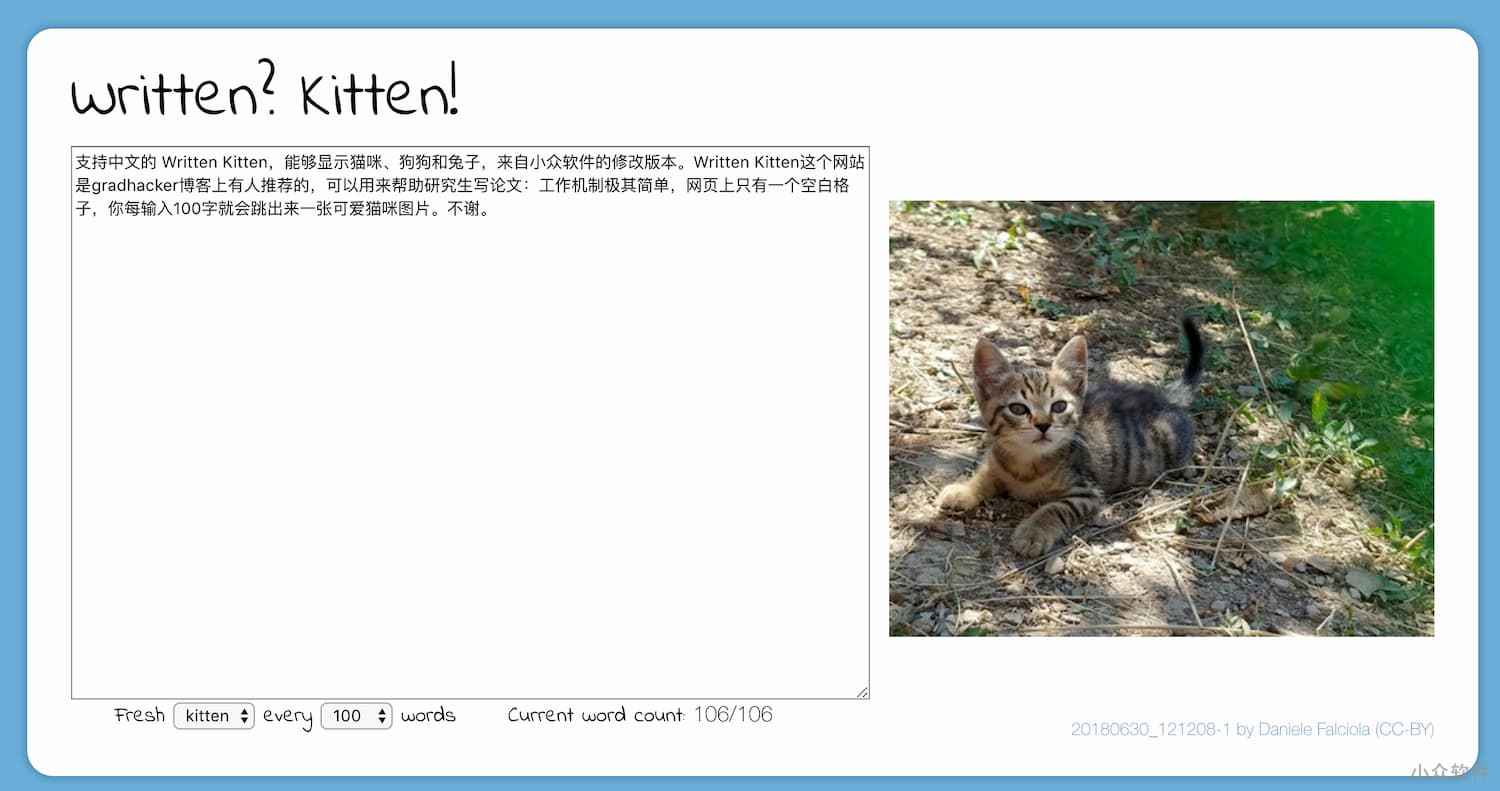 written? Kitten!
支持中文的 Written Kitten，能够显示猫咪、狗狗和兔子，来自小众软件的修改版本。Written Kitten这个网站
是gradhacker博客上有人推荐的，可以用来帮助研究生写论文：工作机制极其简单，网页上只有一个空白格
子，你每输入100字就会跳出来一张可爱猫咪图片。不谢。
Fresh kitten every 100 words Current word count: 106/106
20180630_121208-1 by Daniele Falciola (CC-BY)
小众软件